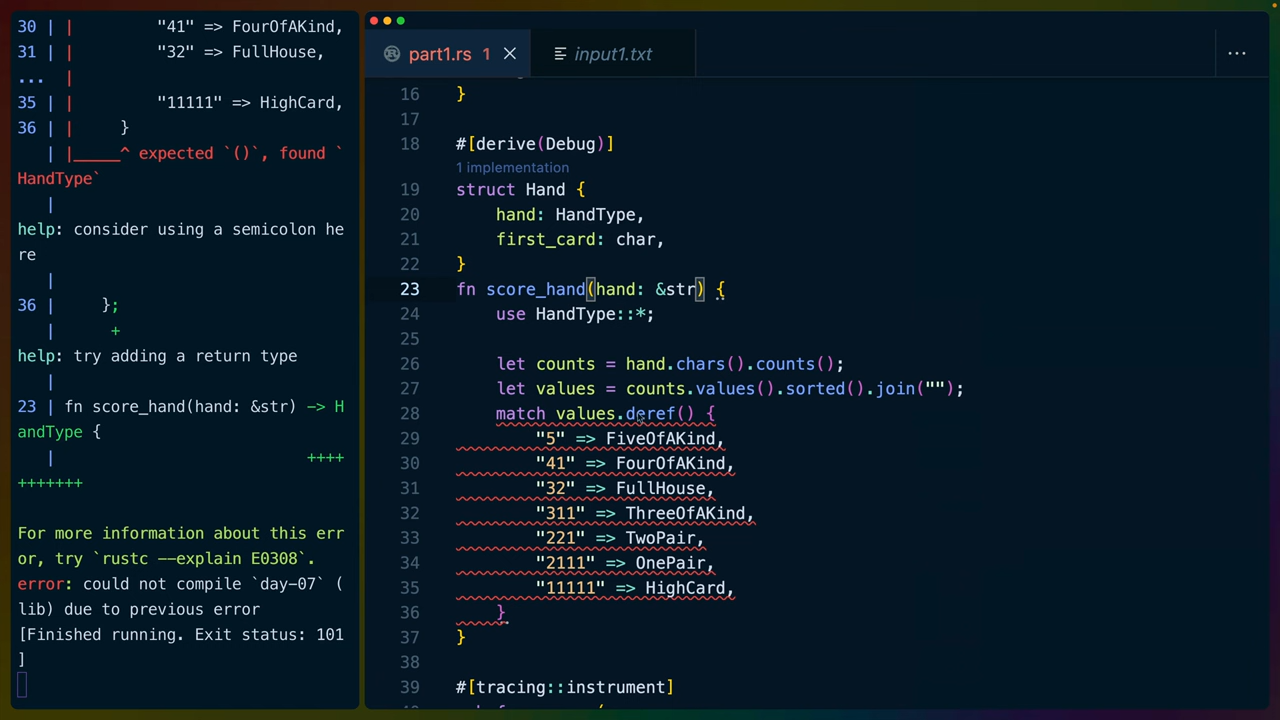 30 | |         "41" => FourOfAKind,
31 | |         "32" => FullHouse,
...  |
35 | |         "11111" => HighCard,
36 | |     }
   | |_____^ expected `()`, found `
HandType`
   |
help: consider using a semicolon he
re
   |
36 |     };
   |      +
help: try adding a return type
   |
23 | fn score_hand(hand: &str) -> H
andType {
   |                           ++++
+++++++
For more information about this err
or, try `rustc --explain E0308`.
error: could not compile `day-07` (
lib) due to previous error
[Finished running. Exit status: 101
]
part1.rs 1
input1.txt
16 }
17
18 #[derive(Debug)]
1 implementation
19 struct Hand {
20     hand: HandType,
21     first_card: char,
22 }
23 fn score_hand(hand: &str) {
24     use HandType::*;
25
26     let counts = hand.chars().counts();
27     let values = counts.values().sorted().join("");
28     match values.deref() {
29         "5" => FiveOfAKind,
30         "41" => FourOfAKind,
31         "32" => FullHouse,
32         "311" => ThreeOfAKind,
33         "221" => TwoPair,
34         "2111" => OnePair,
35         "11111" => HighCard,
36     }
37 }
38
39 #[tracing::instrument]